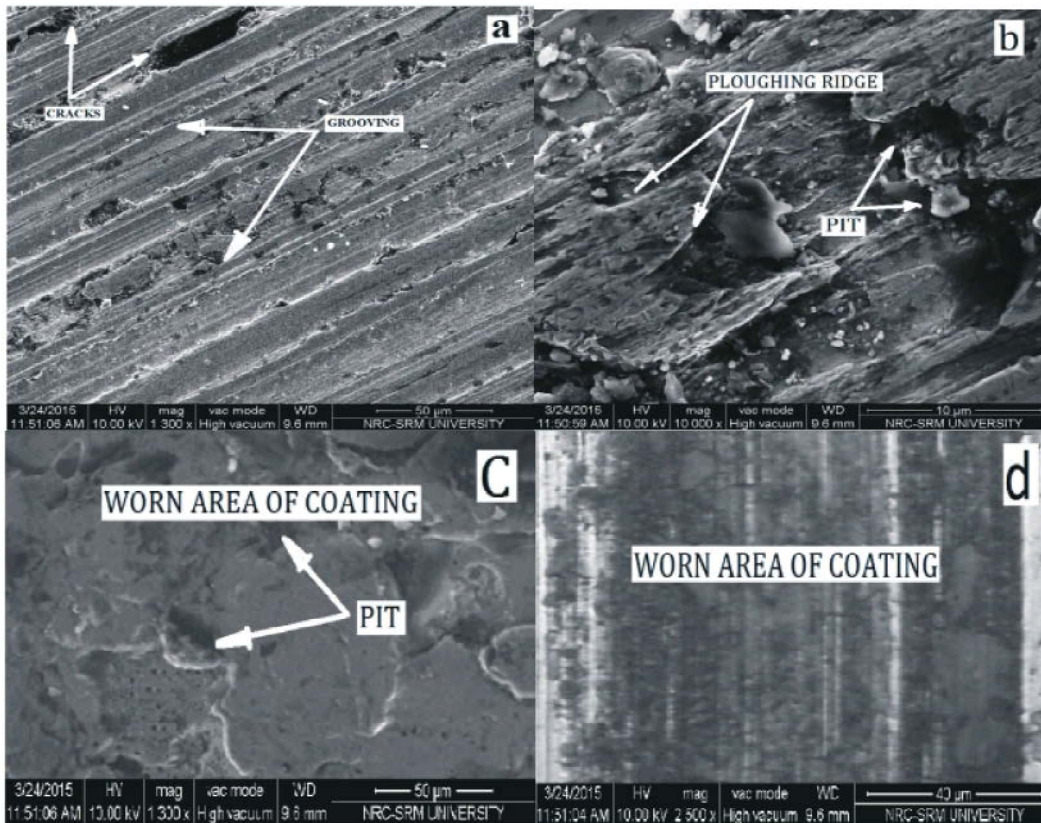 a
CRACKS
GROOVING
3/24/2015 HV mag vac mode WD 50 µm
11:51:06 AM 10.00 kV 1 300 x High vacuum 9.6 mm NRC-SRM UNIVERSITY
b
PLOUGHING RIDGE
PIT
3/24/2015 HV mag vac mode WD 10 µm
11:50:59 AM 10.00 kV 10 000 x High vacuum 9.6 mm NRC-SRM UNIVERSITY
C
WORN AREA OF COATING
PIT
3/24/2015 HV mag vac mode WD 50 µm
11:51:06 AM 10.00 kV 1 300 x High vacuum 9.6 mm NRC-SRM UNIVERSITY
d
WORN AREA OF COATING
3/24/2015 HV mag vac mode WD 40 µm
11:51:04 AM 10.00 kV 2 500 x High vacuum 9.6 mm NRC-SRM UNIVERSITY